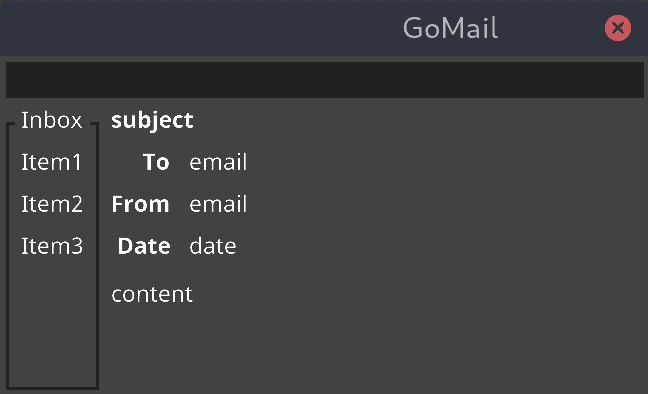 GoMail
Inbox
Item1
Item2
Item3
subject
To email
From email
Date date
content